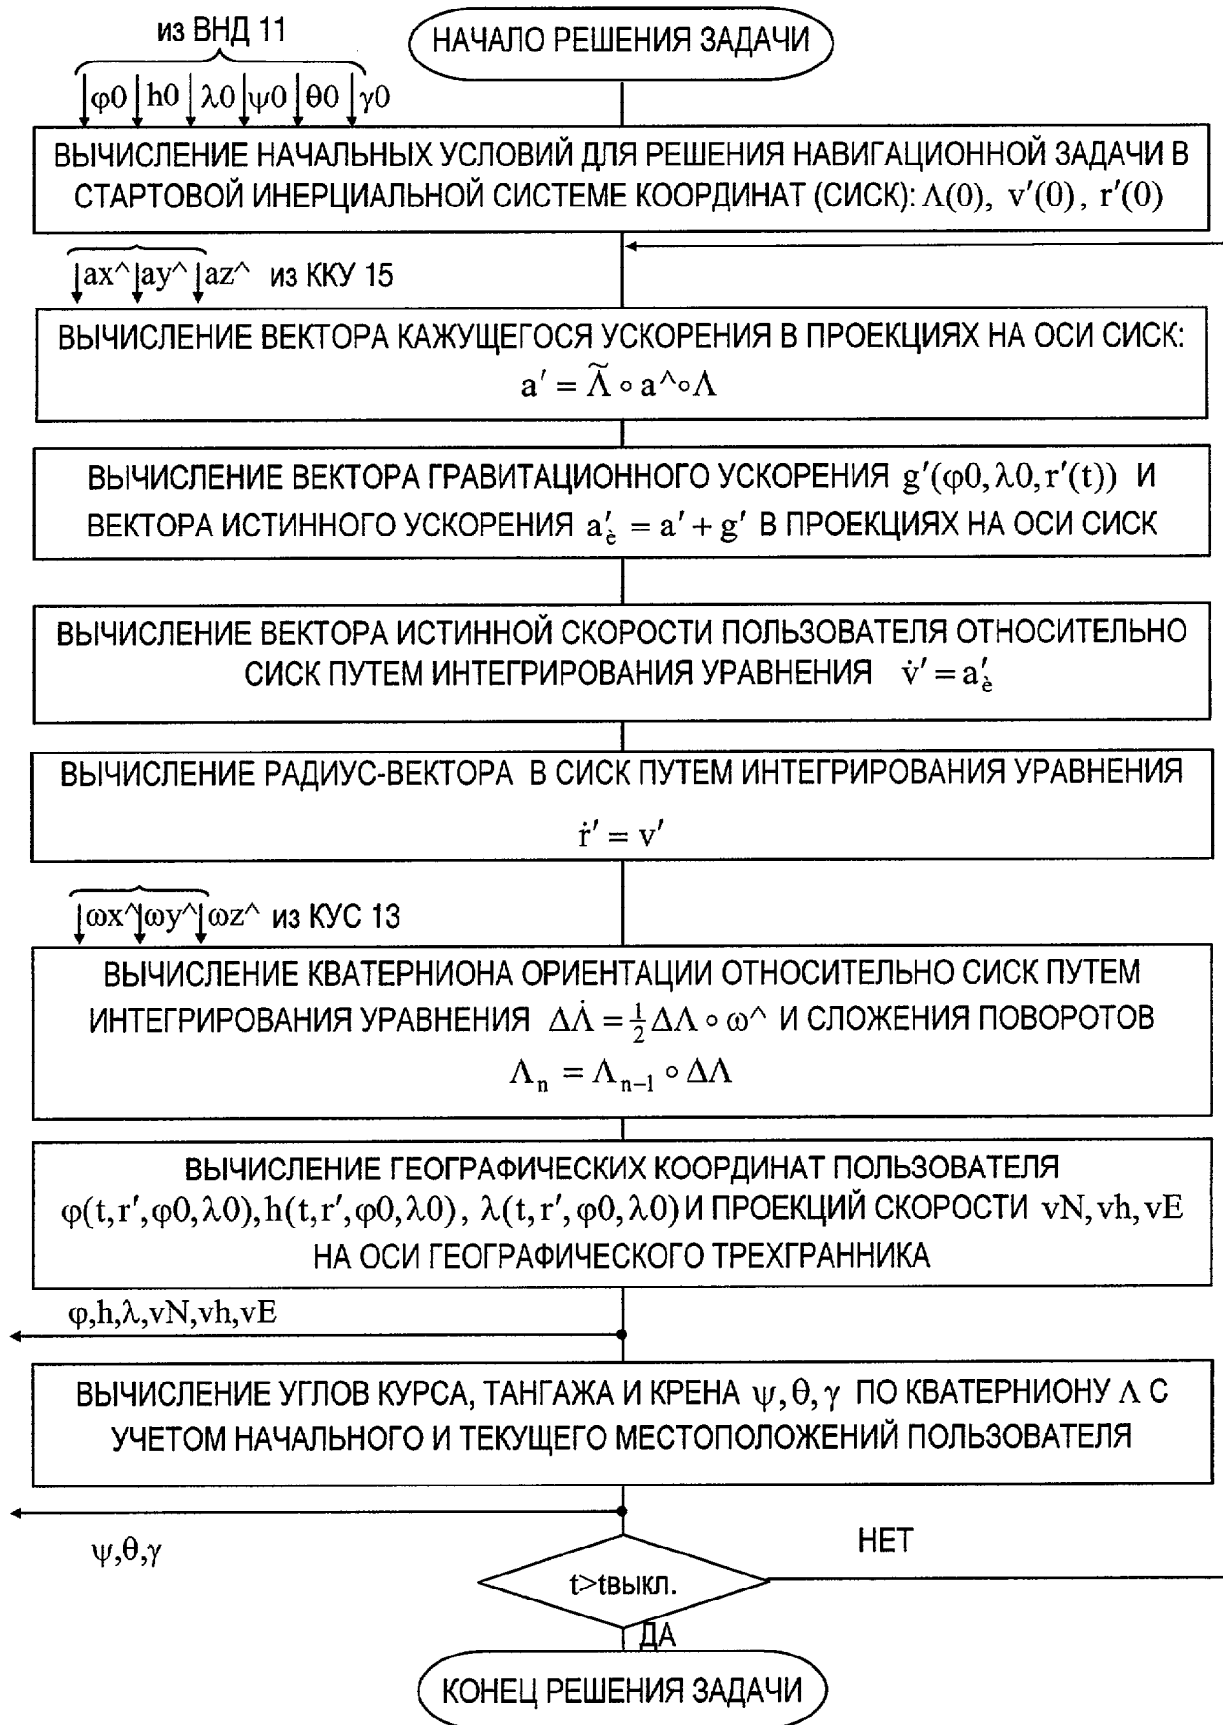 из ВНД 11
НАЧАЛО РЕШЕНИЯ ЗАДАЧИ
φ0 h0 λ0 ψ0 θ0 γ0
ВЫЧИСЛЕНИЕ НАЧАЛЬНЫХ УСЛОВИЙ ДЛЯ РЕШЕНИЯ НАВИГАЦИОННОЙ ЗАДАЧИ В
СТАРТОВОЙ ИНЕРЦИАЛЬНОЙ СИСТЕМЕ КООРДИНАТ (СИСК): Λ(0), v′(0), r′(0)
ax^ ay^ az^ из ККУ 15
ВЫЧИСЛЕНИЕ ВЕКТОРА КАЖУЩЕГОСЯ УСКОРЕНИЯ В ПРОЕКЦИЯХ НА ОСИ СИСК:
a′ = Λ̃ ∘ a^∘Λ
ВЫЧИСЛЕНИЕ ВЕКТОРА ГРАВИТАЦИОННОГО УСКОРЕНИЯ g′(φ0,λ0,r′(t)) И
ВЕКТОРА ИСТИННОГО УСКОРЕНИЯ a′è = a′ + g′ В ПРОЕКЦИЯХ НА ОСИ СИСК
ВЫЧИСЛЕНИЕ ВЕКТОРА ИСТИННОЙ СКОРОСТИ ПОЛЬЗОВАТЕЛЯ ОТНОСИТЕЛЬНО
СИСК ПУТЕМ ИНТЕГРИРОВАНИЯ УРАВНЕНИЯ v̇′ = a′è
ВЫЧИСЛЕНИЕ РАДИУС-ВЕКТОРА В СИСК ПУТЕМ ИНТЕГРИРОВАНИЯ УРАВНЕНИЯ
ṙ′ = v′
ωx^ ωy^ ωz^ из КУС 13
ВЫЧИСЛЕНИЕ КВАТЕРНИОНА ОРИЕНТАЦИИ ОТНОСИТЕЛЬНО СИСК ПУТЕМ
ИНТЕГРИРОВАНИЯ УРАВНЕНИЯ ΔΛ̇ = ½ΔΛ ∘ ω^ И СЛОЖЕНИЯ ПОВОРОТОВ
Λn = Λn−1 ∘ ΔΛ
ВЫЧИСЛЕНИЕ ГЕОГРАФИЧЕСКИХ КООРДИНАТ ПОЛЬЗОВАТЕЛЯ
φ(t,r′,φ0,λ0),h(t,r′,φ0,λ0), λ(t,r′,φ0,λ0) И ПРОЕКЦИЙ СКОРОСТИ vN,vh,vE
НА ОСИ ГЕОГРАФИЧЕСКОГО ТРЕХГРАННИКА
φ,h,λ,vN,vh,vE
ВЫЧИСЛЕНИЕ УГЛОВ КУРСА, ТАНГАЖА И КРЕНА ψ,θ,γ ПО КВАТЕРНИОНУ Λ С
УЧЕТОМ НАЧАЛЬНОГО И ТЕКУЩЕГО МЕСТОПОЛОЖЕНИЙ ПОЛЬЗОВАТЕЛЯ
ψ,θ,γ
НЕТ
t>tвыкл.
ДА
КОНЕЦ РЕШЕНИЯ ЗАДАЧИ